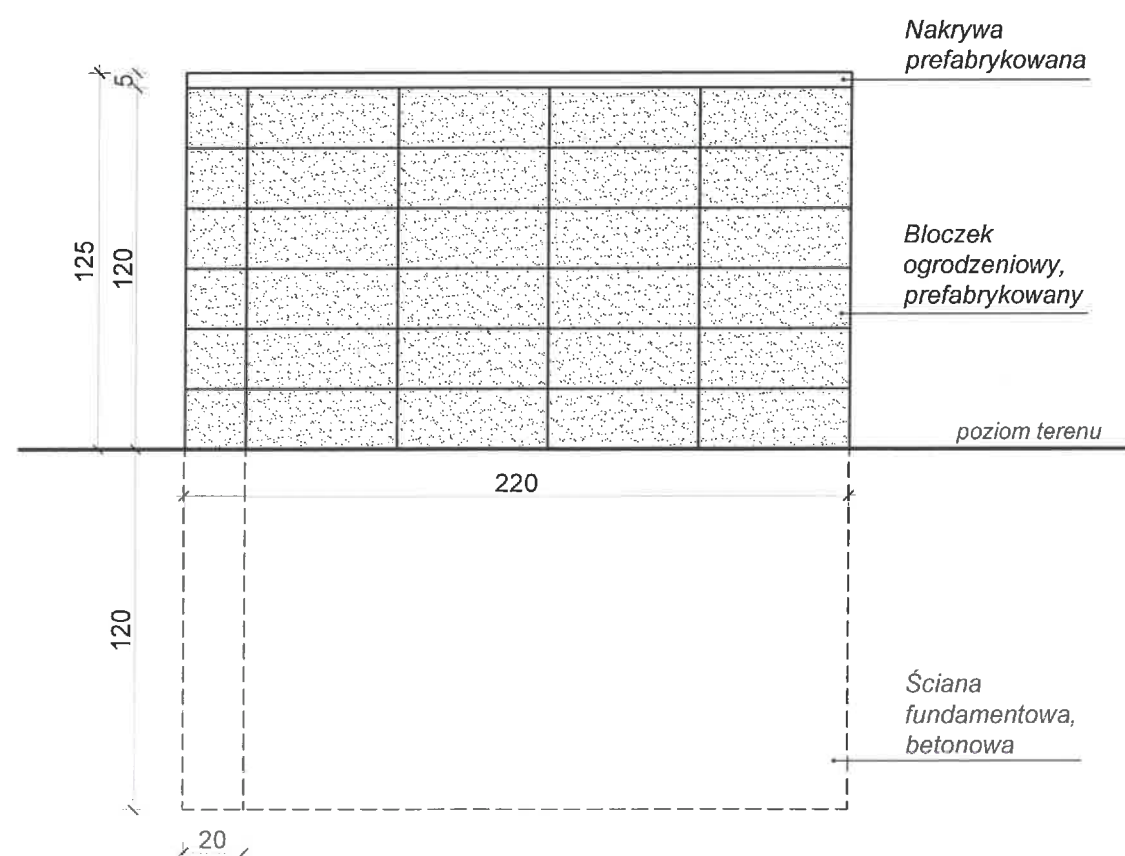 Nakrywa
prefabrykowana
5
125
120
Bloczek
ogrodzeniowy,
prefabrykowany
poziom terenu
220
120
Ściana
fundamentowa,
betonowa
20